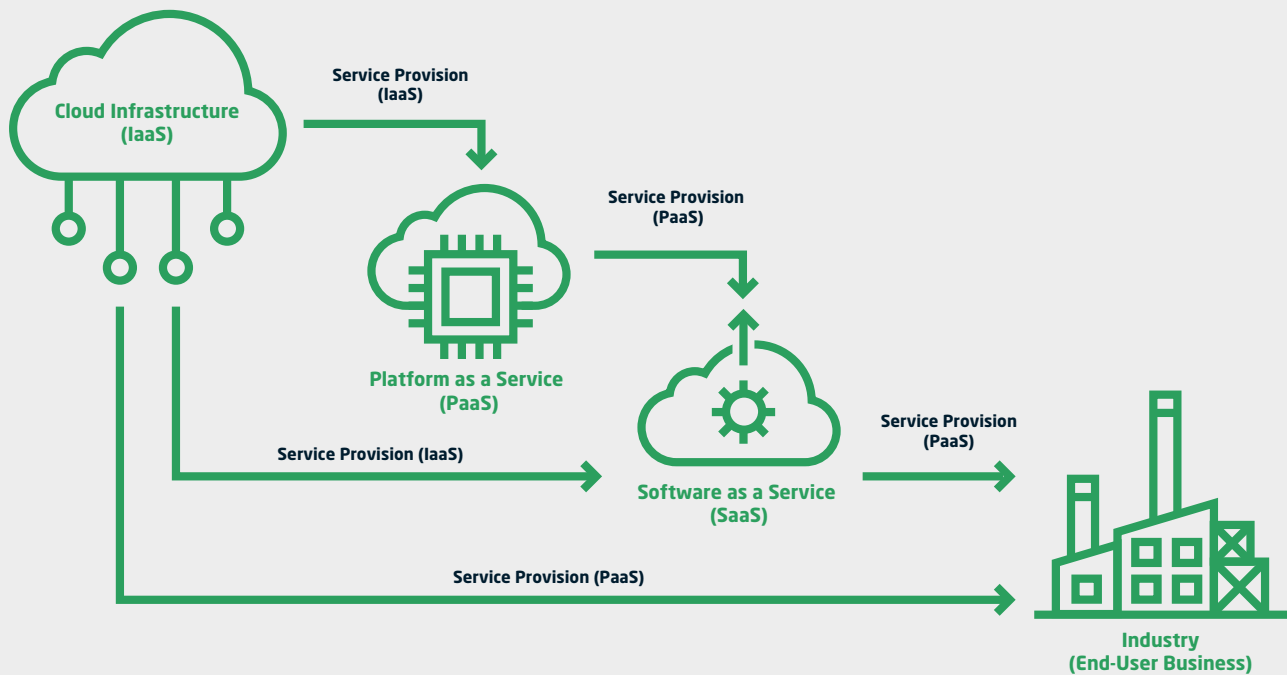 Service Provision
(IaaS)
Cloud Infrastructure
(IaaS)
Service Provision
(PaaS)
Platform as a Service
(PaaS)
Service Provision
(PaaS)
Service Provision (IaaS)
Software as a Service
(SaaS)
Service Provision (PaaS)
Industry
(End-User Business)